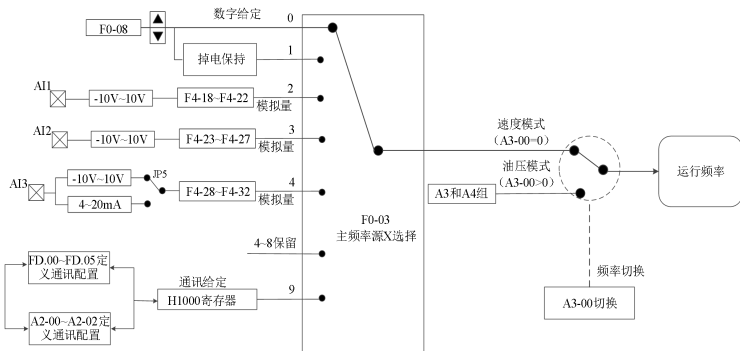 数字给定
0
F0-08
掉电保持
1
AI1
-10V~10V
F4-18~F4-22
2
模拟量
AI2
-10V~10V
F4-23~F4-27
3
模拟量
AI3
-10V~10V
JP5
4~20mA
F4-28~F4-32
4
模拟量
4~8保留
FD.00~FD.05定
义通讯配置
A2-00~A2-02定
义通讯配置
通讯给定
H1000寄存器
9
F0-03
主频率源X选择
速度模式
（A3-00=0）
油压模式
（A3-00>0）
A3和A4组
运行频率
频率切换
A3-00切换